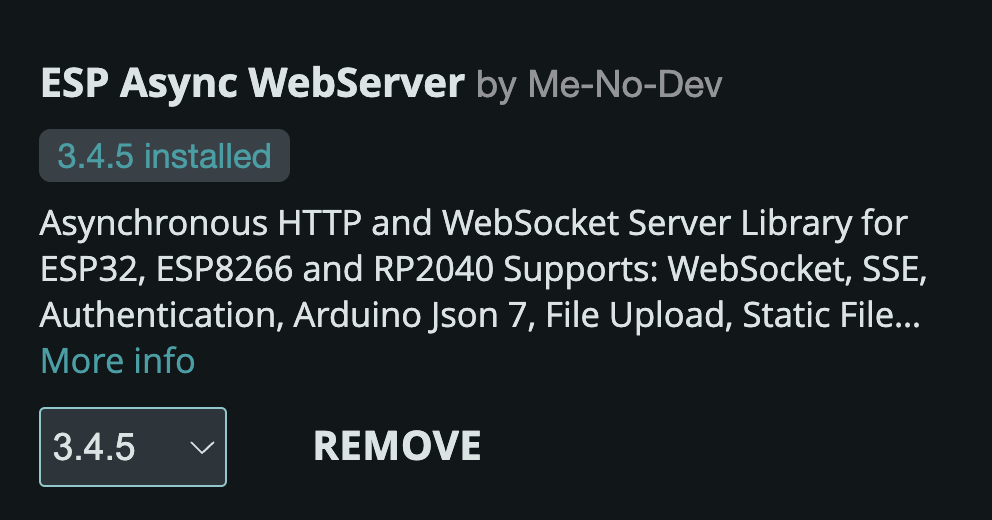 ESP Async WebServer by Me-No-Dev
3.4.5 installed
Asynchronous HTTP and WebSocket Server Library for
ESP32, ESP8266 and RP2040 Supports: WebSocket, SSE,
Authentication, Arduino Json 7, File Upload, Static File...
More info
3.4.5
REMOVE